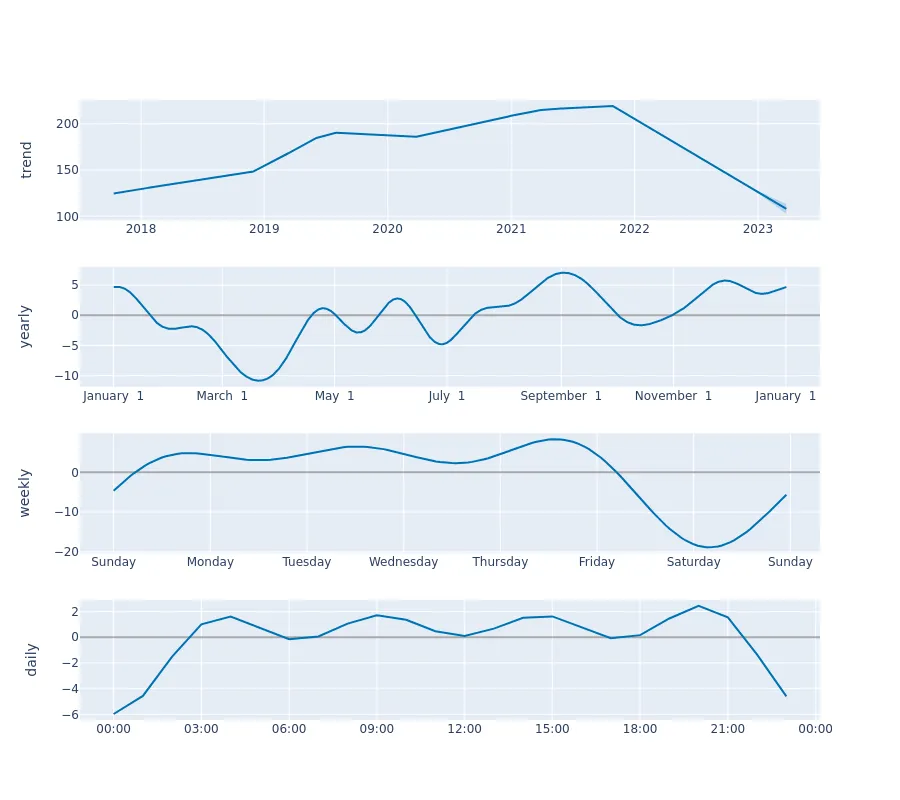 trend
200
150
100
2018 2019 2020 2021 2022 2023
yearly
5
0
−5
−10
January 1 March 1 May 1 July 1 September 1 November 1 January 1
weekly
0
−10
−20
Sunday Monday Tuesday Wednesday Thursday Friday Saturday Sunday
daily
2
0
−2
−4
−6
00:00 03:00 06:00 09:00 12:00 15:00 18:00 21:00 00:00